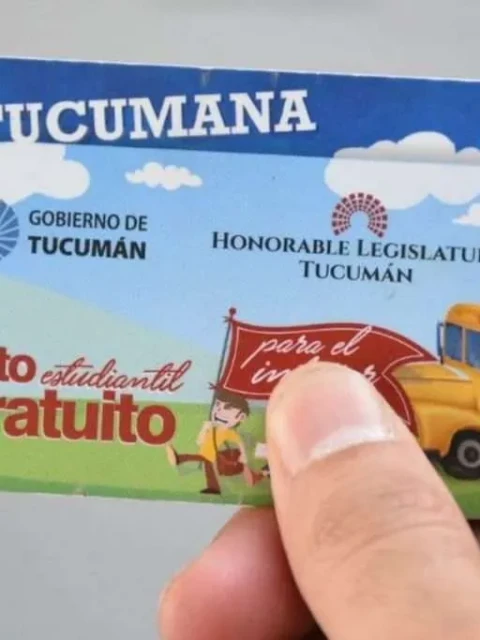 TUCUMANA
GOBIERNO DE
TUCUMÁN
HONORABLE LEGISLATU
TUCUMÁN
to estudiantil
ratuito
para el